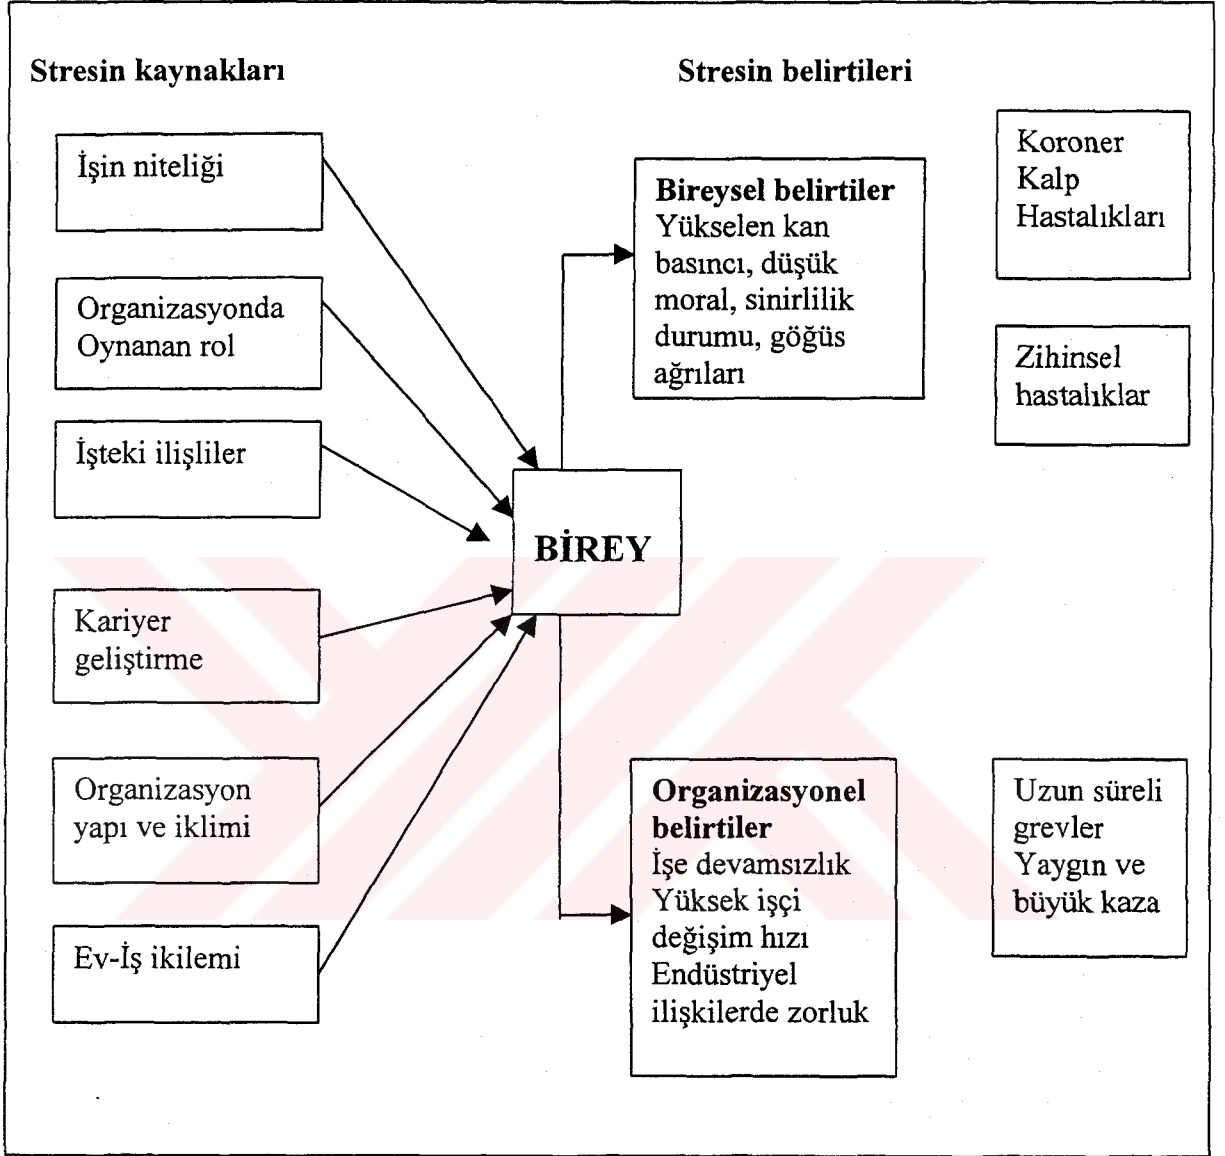 Stresin kaynakları
Stresin belirtileri
İşin niteliği
Organizasyonda
Oynanan rol
İşteki ilişliler
Kariyer
geliştirme
Organizasyon
yapı ve iklimi
Ev-İş ikilemi
BİREY
Bireysel belirtiler
Yükselen kan
basıncı, düşük
moral, sinirlilik
durumu, göğüs
ağrıları
Organizasyonel
belirtiler
İşe devamsızlık
Yüksek işçi
değişim hızı
Endüstriyel
ilişkilerde zorluk
Koroner
Kalp
Hastalıkları
Zihinsel
hastalıklar
Uzun süreli
grevler
Yaygın ve
büyük kaza